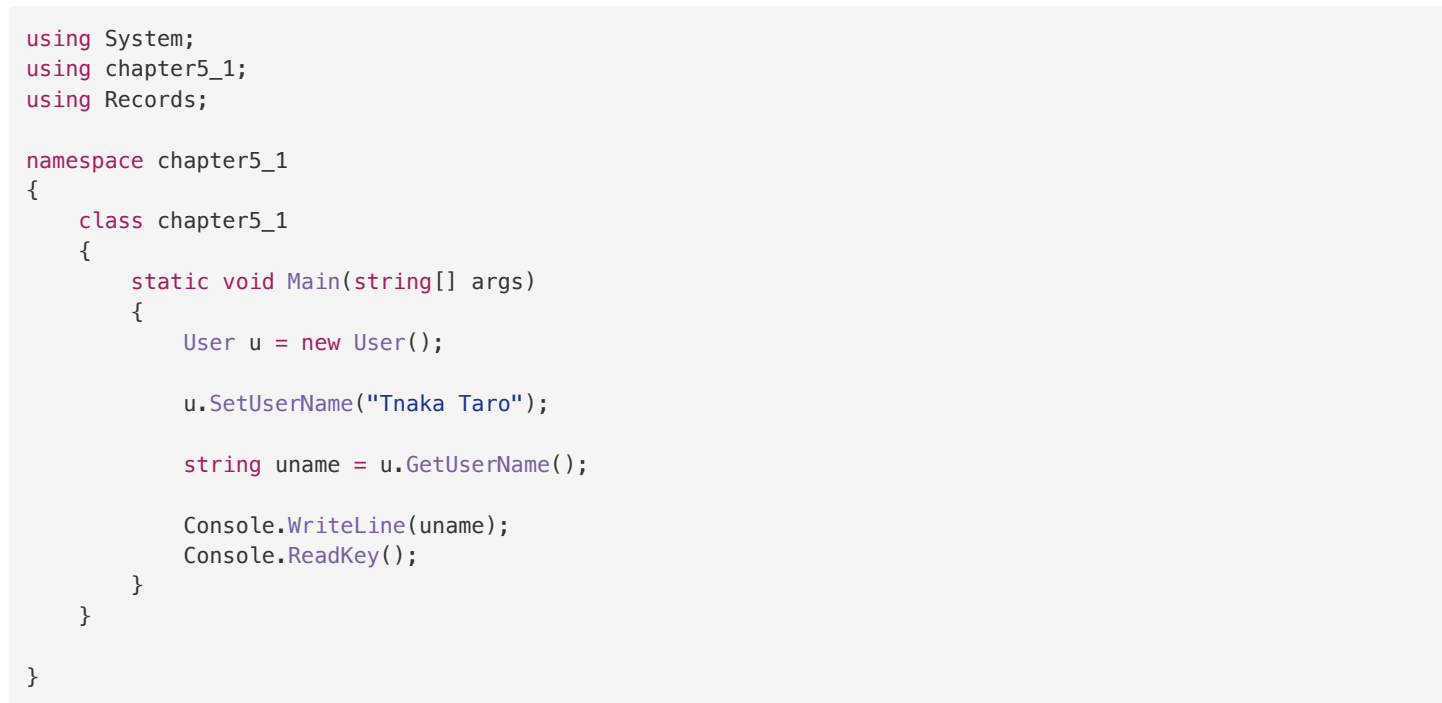 using System;
using chapter5_1;
using Records;

namespace chapter5_1
{
    class chapter5_1
    {
        static void Main(string[] args)
        {
            User u = new User();

            u.SetUserName("Tnaka Taro");

            string uname = u.GetUserName();

            Console.WriteLine(uname);
            Console.ReadKey();
        }
    }

}